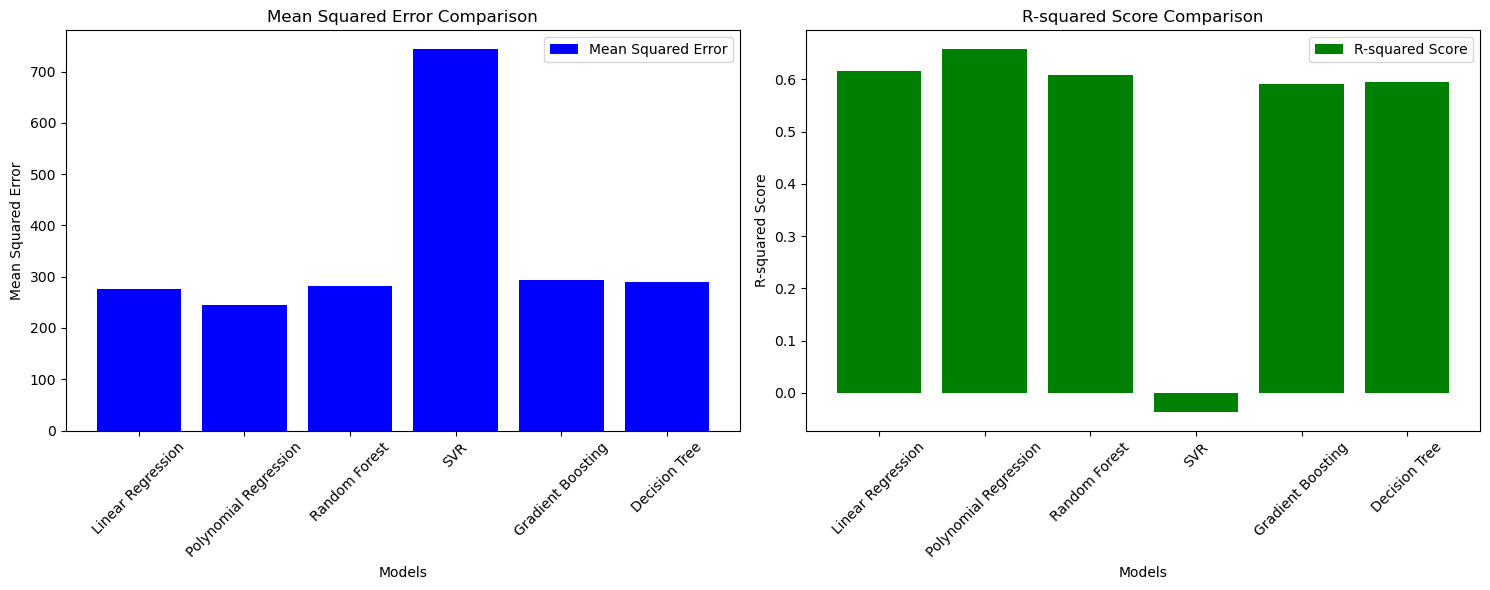 Mean Squared Error Comparison
Mean Squared Error
Mean Squared Error
700
600
500
400
300
200
100
0
Linear Regression
Polynomial Regression
Random Forest
SVR
Gradient Boosting
Decision Tree
Models
R-squared Score Comparison
R-squared Score
R-squared Score
0.6
0.5
0.4
0.3
0.2
0.1
0.0
Linear Regression
Polynomial Regression
Random Forest
SVR
Gradient Boosting
Decision Tree
Models